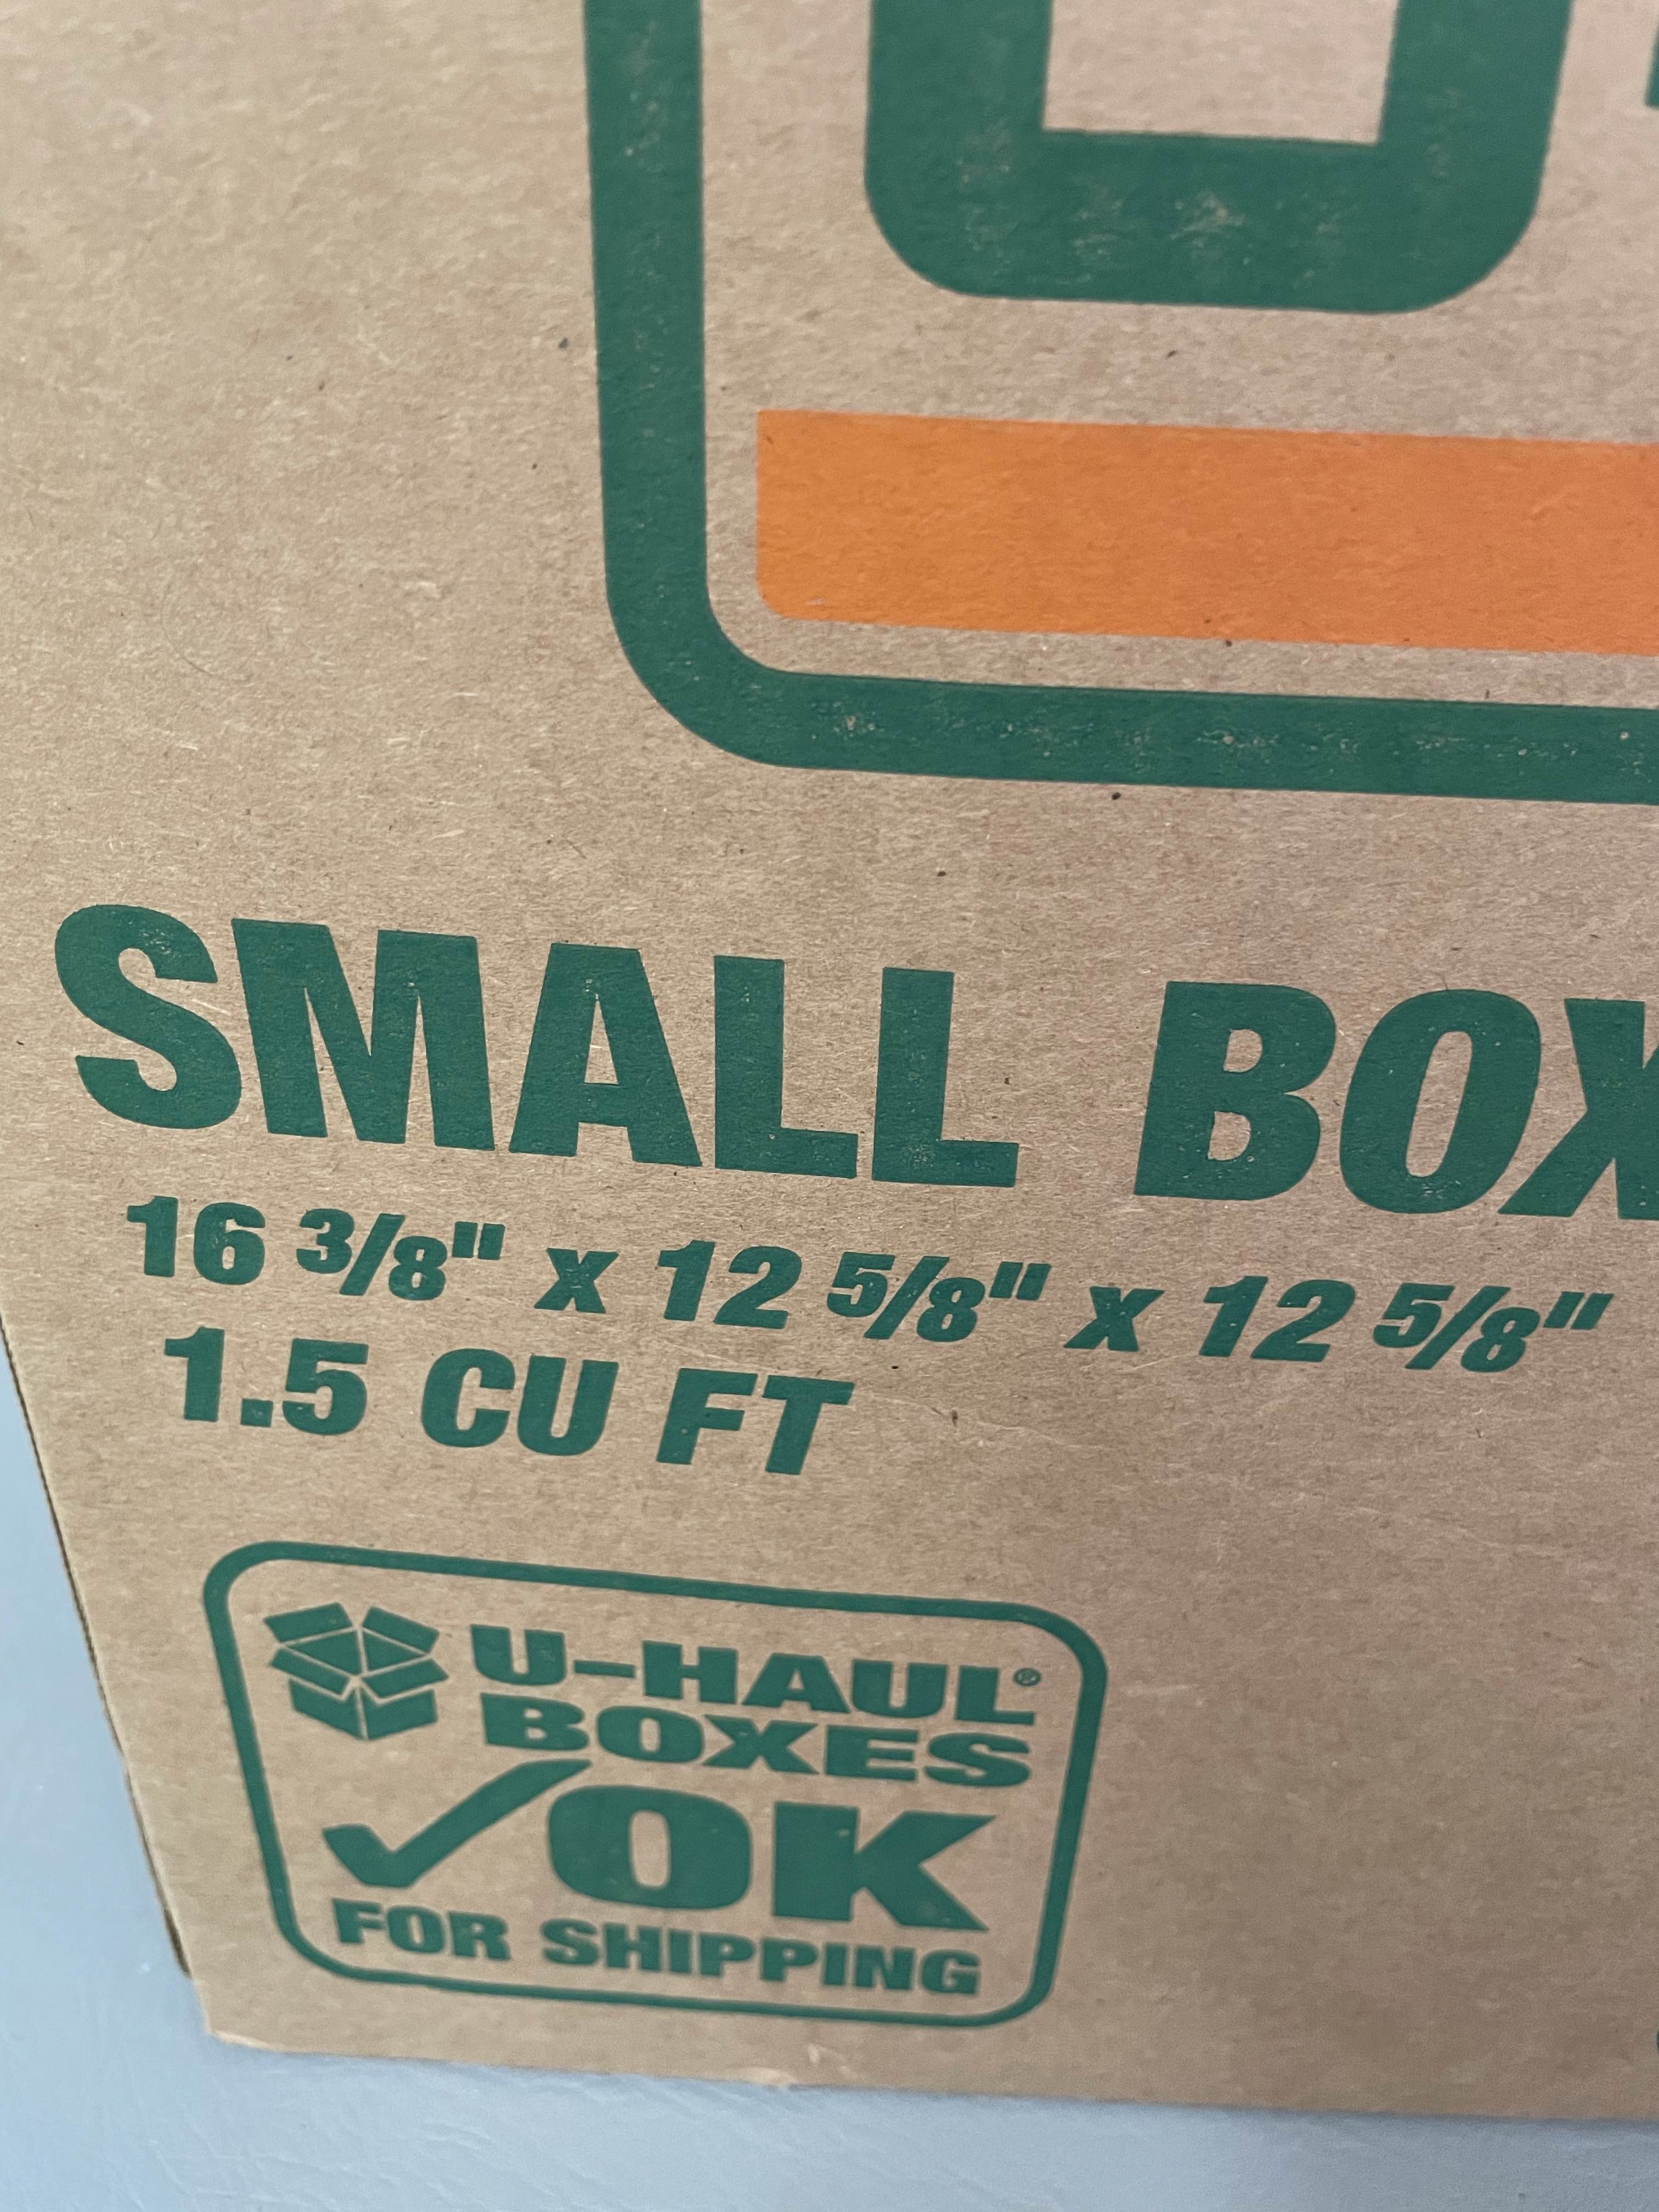 SMALL BOX
16 3/8" x 12 5/8" x 12 5/8"
1.5 CU FT
U-HAUL®
BOXES
✓OK
FOR SHIPPING